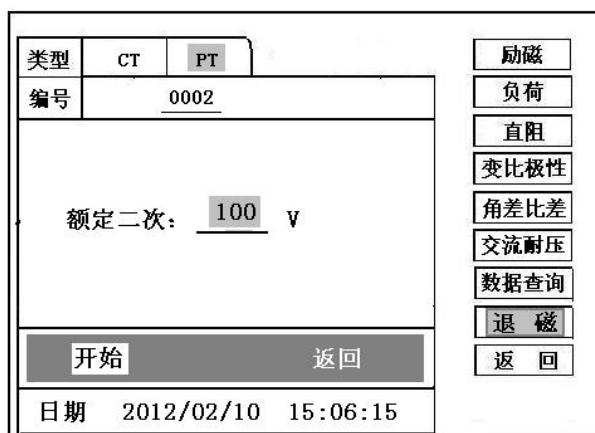 类型 CT PT
编号 0002
额定二次： 100 V
开始 返回
日期 2012/02/10 15:06:15
励磁
负荷
直阻
变比极性
角差比差
交流耐压
数据查询
退 磁
返 回